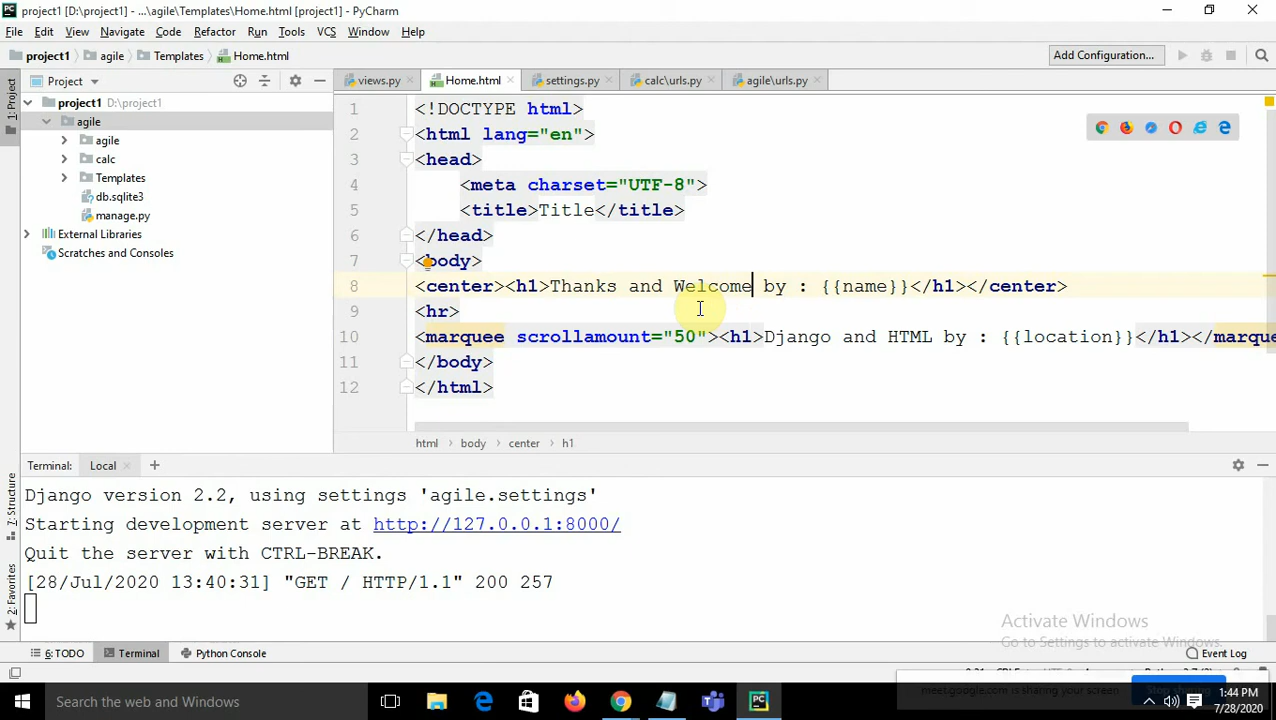 project1 [D:\project1] - ...\agile\Templates\Home.html [project1] - PyCharm
File Edit View Navigate Code Refactor Run Tools VCS Window Help
project1 agile Templates Home.html Add Configuration...
1: Project
Project
views.py Home.html settings.py calc\urls.py agile\urls.py
project1 D:\project1
agile
agile
calc
Templates
db.sqlite3
manage.py
External Libraries
Scratches and Consoles
1 <!DOCTYPE html>
2 <html lang="en">
3 <head>
4 <meta charset="UTF-8">
5 <title>Title</title>
6 </head>
7 <body>
8 <center><h1>Thanks and Welcome by : {{name}}</h1></center>
9 <hr>
10 <marquee scrollamount="50"><h1>Django and HTML by : {{location}}</h1></marque
11 </body>
12 </html>
html body center h1
Terminal: Local
Z: Structure
2: Favorites
Django version 2.2, using settings 'agile.settings'
Starting development server at http://127.0.0.1:8000/
Quit the server with CTRL-BREAK.
[28/Jul/2020 13:40:31] "GET / HTTP/1.1" 200 257
Activate Windows
Go to Settings to activate Windows.
6: TODO Terminal Python Console Event Log
meet.google.com is sharing your screen. Stop sharing
Search the web and Windows
1:44 PM
7/28/2020